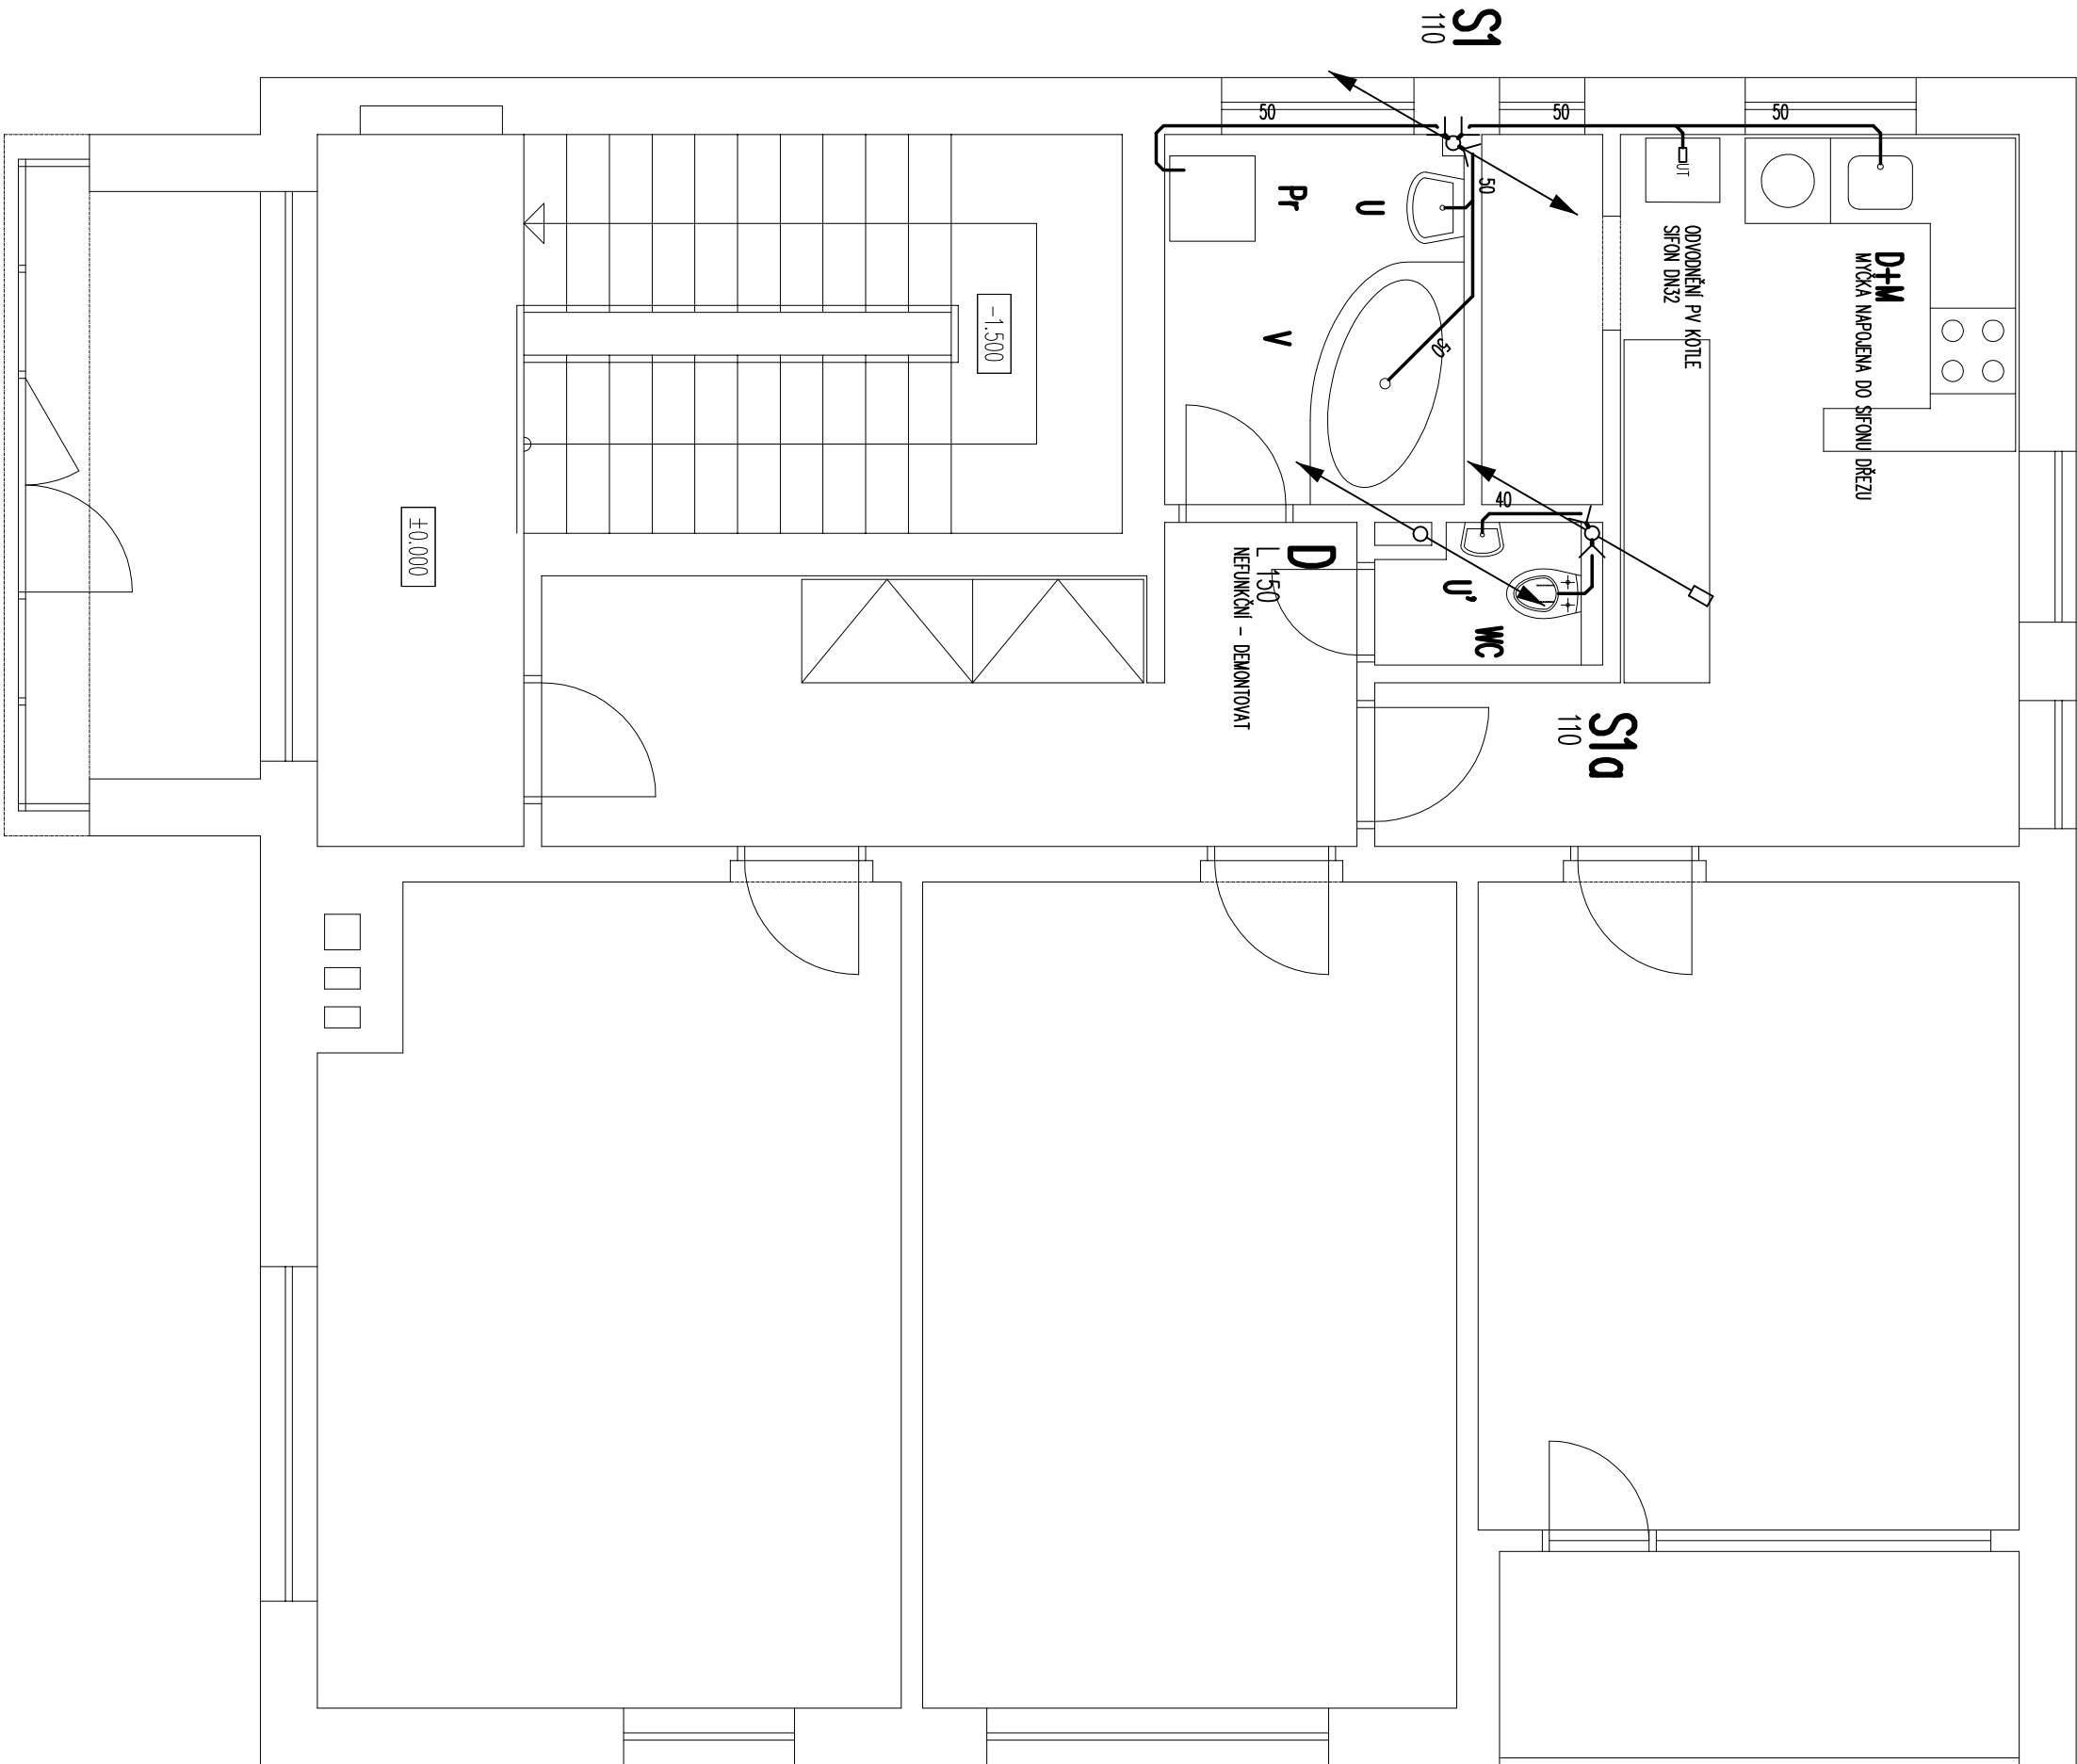 S1
110
50
50
50
UT
50
Pr
U
ODVODNĚNÍ PV KOTLE
SIFON DN32
D+M
MYČKA NAPOJENA DO SIFONU DŘEZU
-1.500
V
50
40
±0.000
D
150
NEFUNKČNÍ - DEMONTOVAT
U'
WC
S1a
110